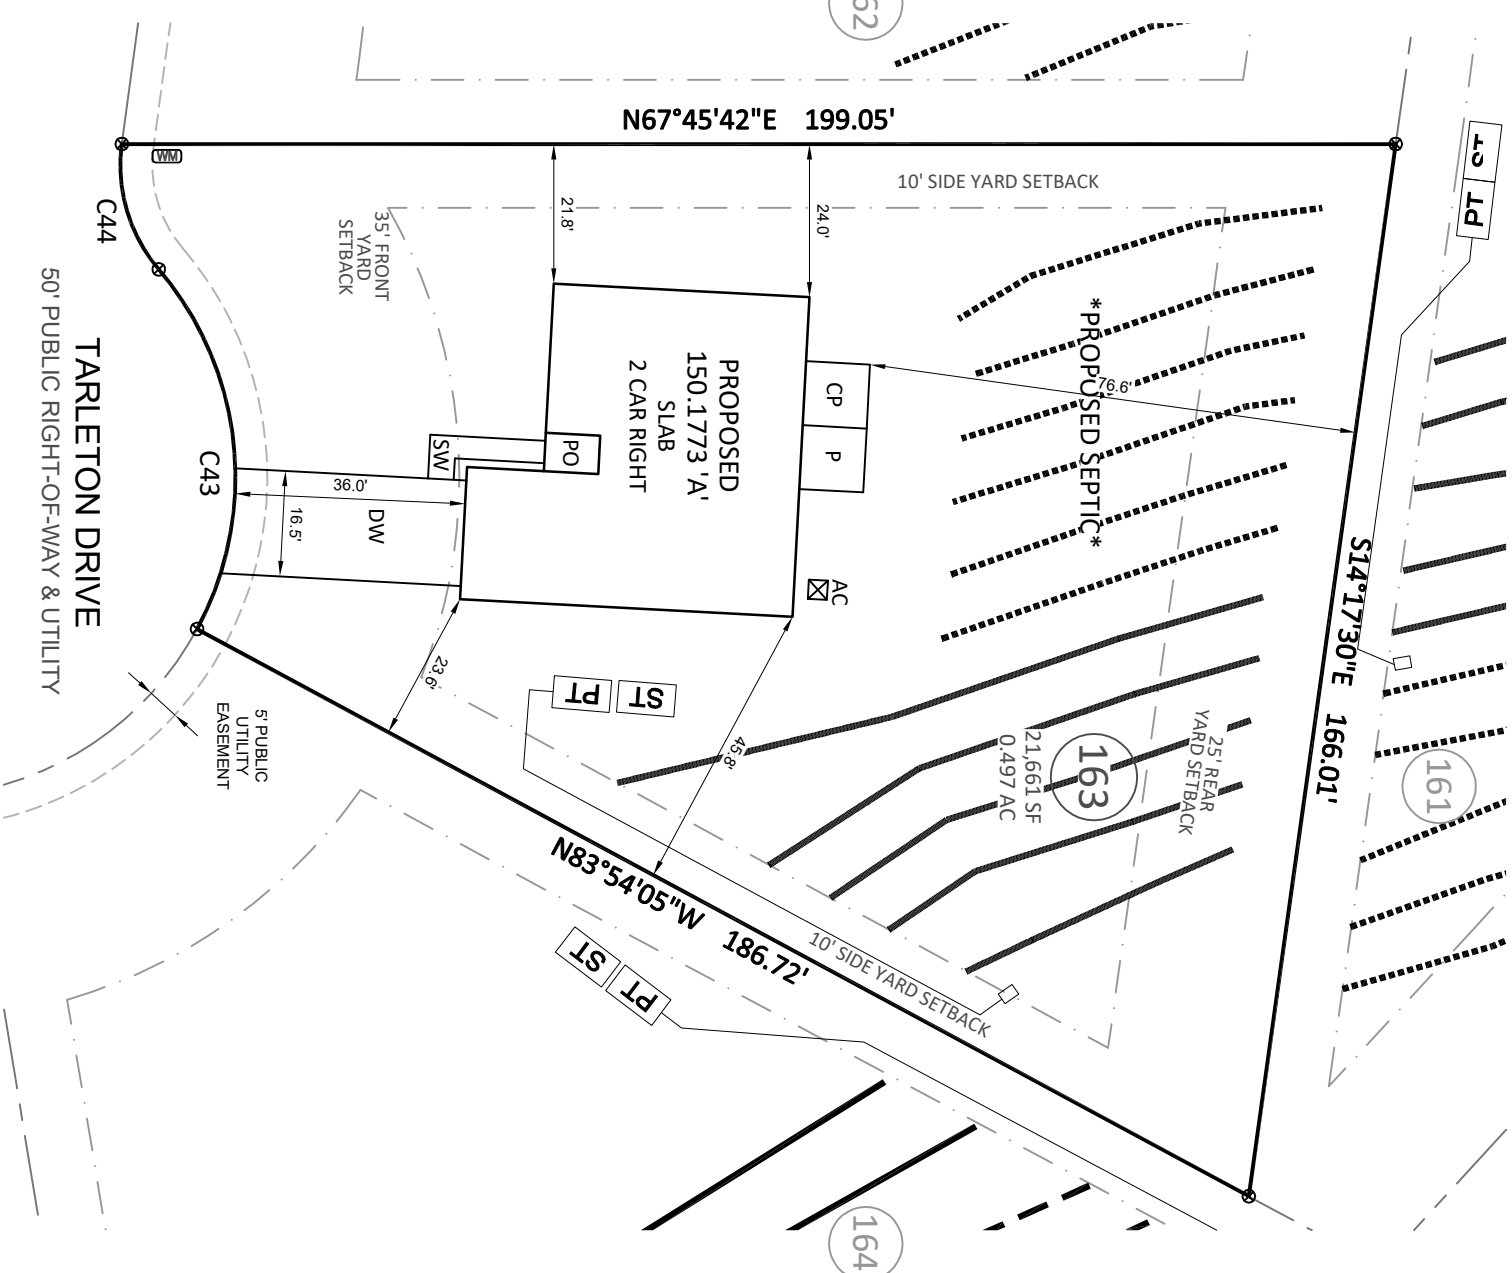 62
N67°45'42"E 199.05'
WM
10' SIDE YARD SETBACK
ST
PT
C44
21.8'
24.0'
35' FRONT
YARD
SETBACK
*PROPOSED SEPTIC*
76.6'
PROPOSED
150.1773 'A'
SLAB
2 CAR RIGHT
CP
P
PO
SW
C43
36.0'
16.5'
DW
AC
TARLETON DRIVE
50' PUBLIC RIGHT-OF-WAY & UTILITY
S14°17'30"E 166.01'
23.6'
PT
ST
45.8'
5' PUBLIC
UTILITY
EASEMENT
163
21,661 SF
0.497 AC
25' REAR
YARD SETBACK
161
N83°54'05"W 186.72'
10' SIDE YARD SETBACK
ST
PT
164